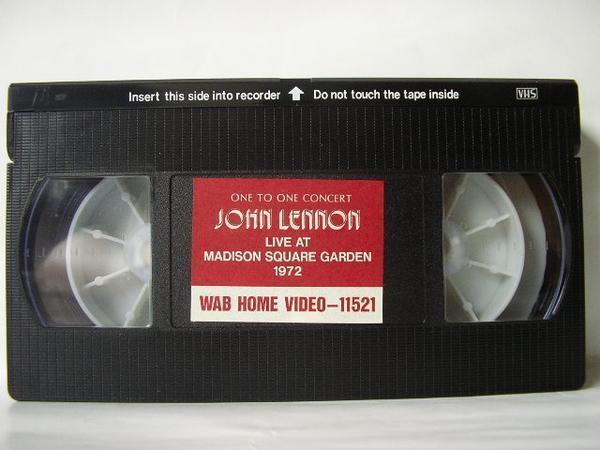 Insert this side into recorder ⬆ Do not touch the tape inside VHS
ONE TO ONE CONCERT
JOHN LENNON
LIVE AT
MADISON SQUARE GARDEN
1972
WAB HOME VIDEO–11521